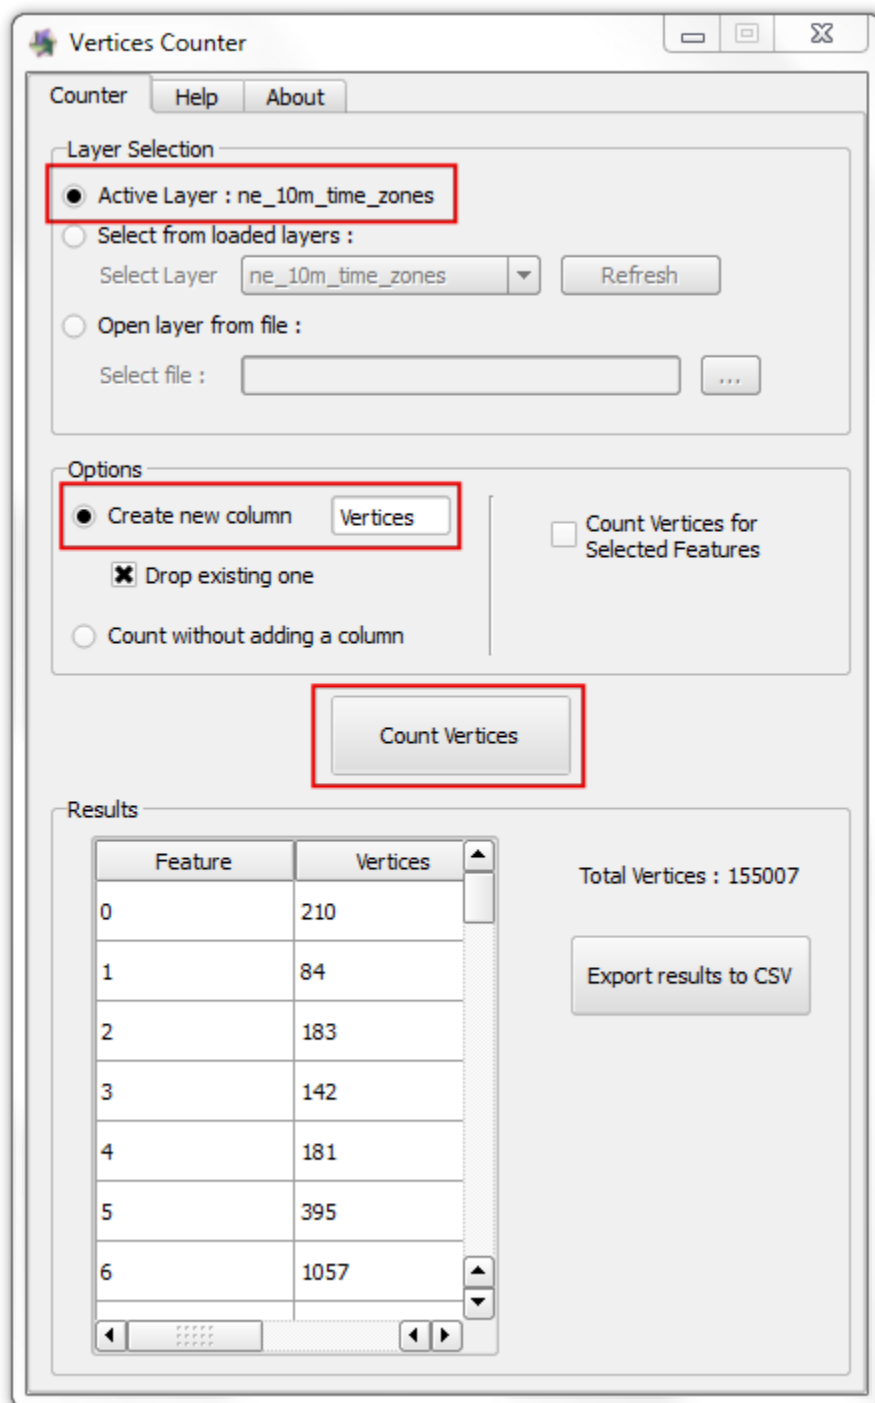 Vertices Counter
Counter Help About
Layer Selection
Active Layer : ne_10m_time_zones
Select from loaded layers :
Select Layer ne_10m_time_zones Refresh
Open layer from file :
Select file : ...
Options
Create new column Vertices
Count Vertices for
Selected Features
Drop existing one
Count without adding a column
Count Vertices
Results
Feature Vertices
Total Vertices : 155007
0 210
1 84
Export results to CSV
2 183
3 142
4 181
5 395
6 1057